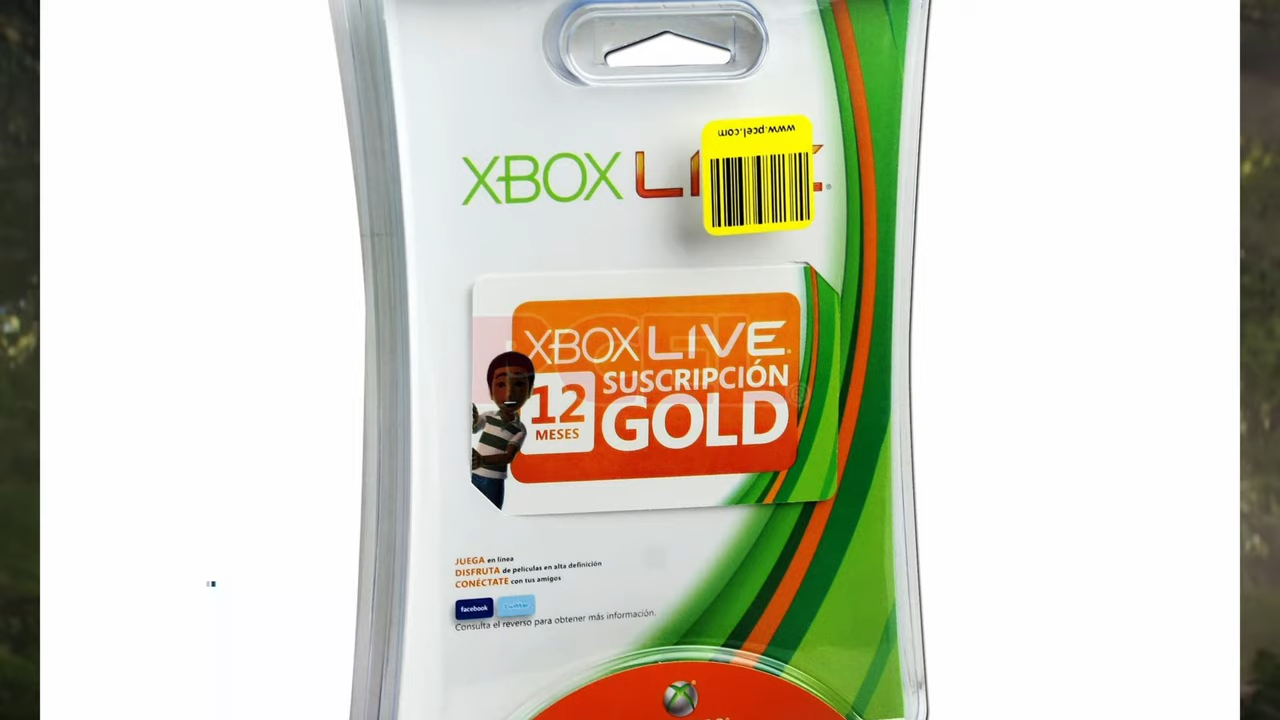 www.pcel.com
XBOX LIVE
XBOX LIVE
12 MESES
SUSCRIPCIÓN
GOLD
JUEGA en línea
DISFRUTA de películas en alta definición
CONÉCTATE con tus amigos
facebook
Consulta el reverso para obtener más información.